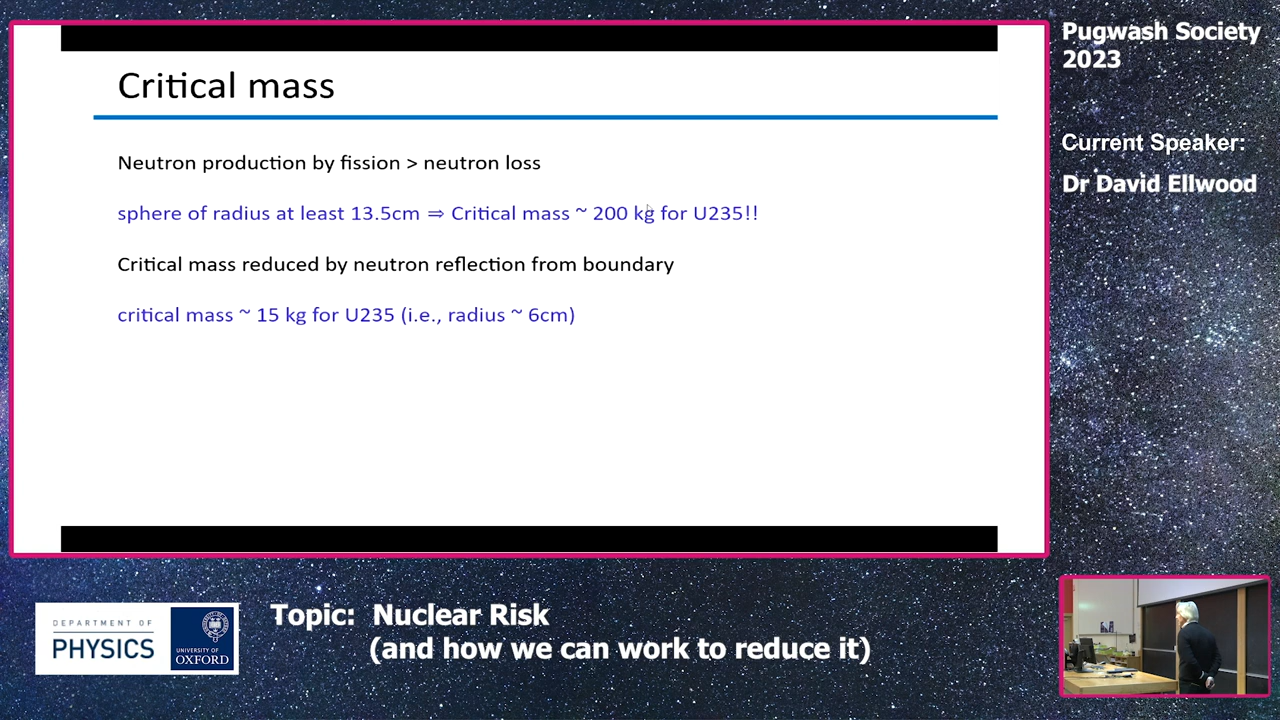 Critical mass
Neutron production by fission > neutron loss
sphere of radius at least 13.5cm ⇒ Critical mass ~ 200 kg for U235!!
Critical mass reduced by neutron reflection from boundary
critical mass ~ 15 kg for U235 (i.e., radius ~ 6cm)
Pugwash Society
2023
Current Speaker:
Dr David Ellwood
DEPARTMENT OF
PHYSICS
UNIVERSITY OF
OXFORD
Topic: Nuclear Risk
(and how we can work to reduce it)